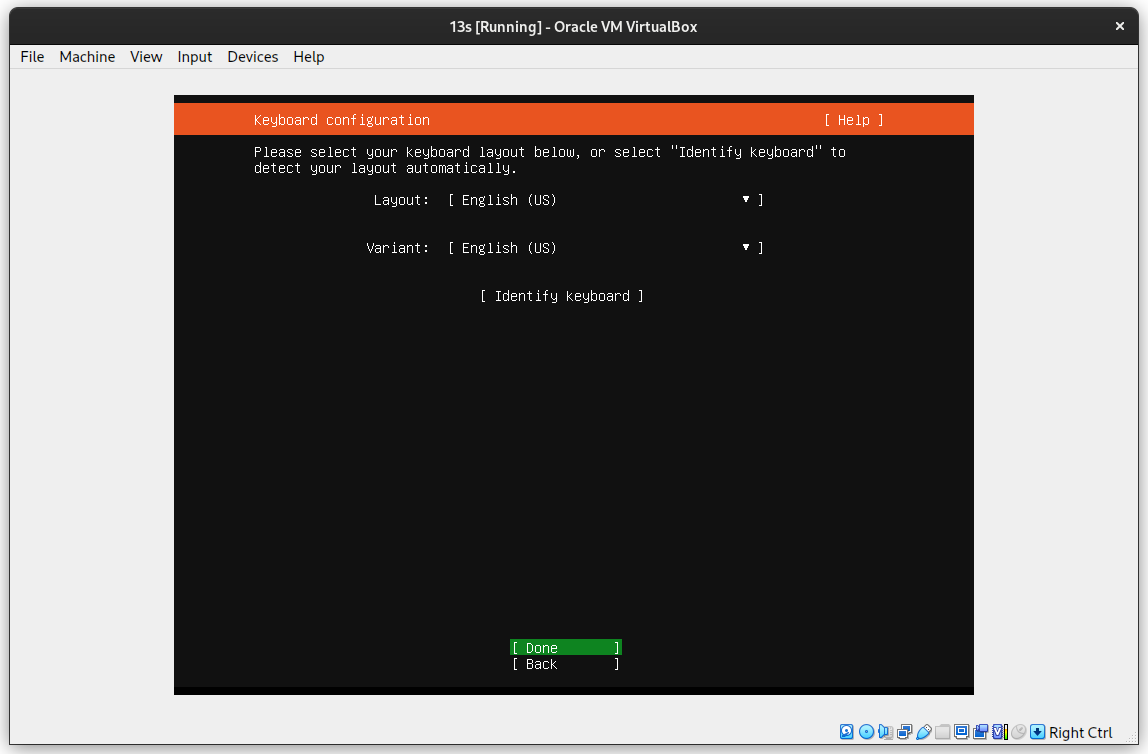 13s [Running] - Oracle VM VirtualBox
File Machine View Input Devices Help
Keyboard configuration [ Help ]
Please select your keyboard layout below, or select "Identify keyboard" to
detect your layout automatically.
Layout: [ English (US) ▾ ]
Variant: [ English (US) ▾ ]
[ Identify keyboard ]
[ Done ]
[ Back ]
Right Ctrl